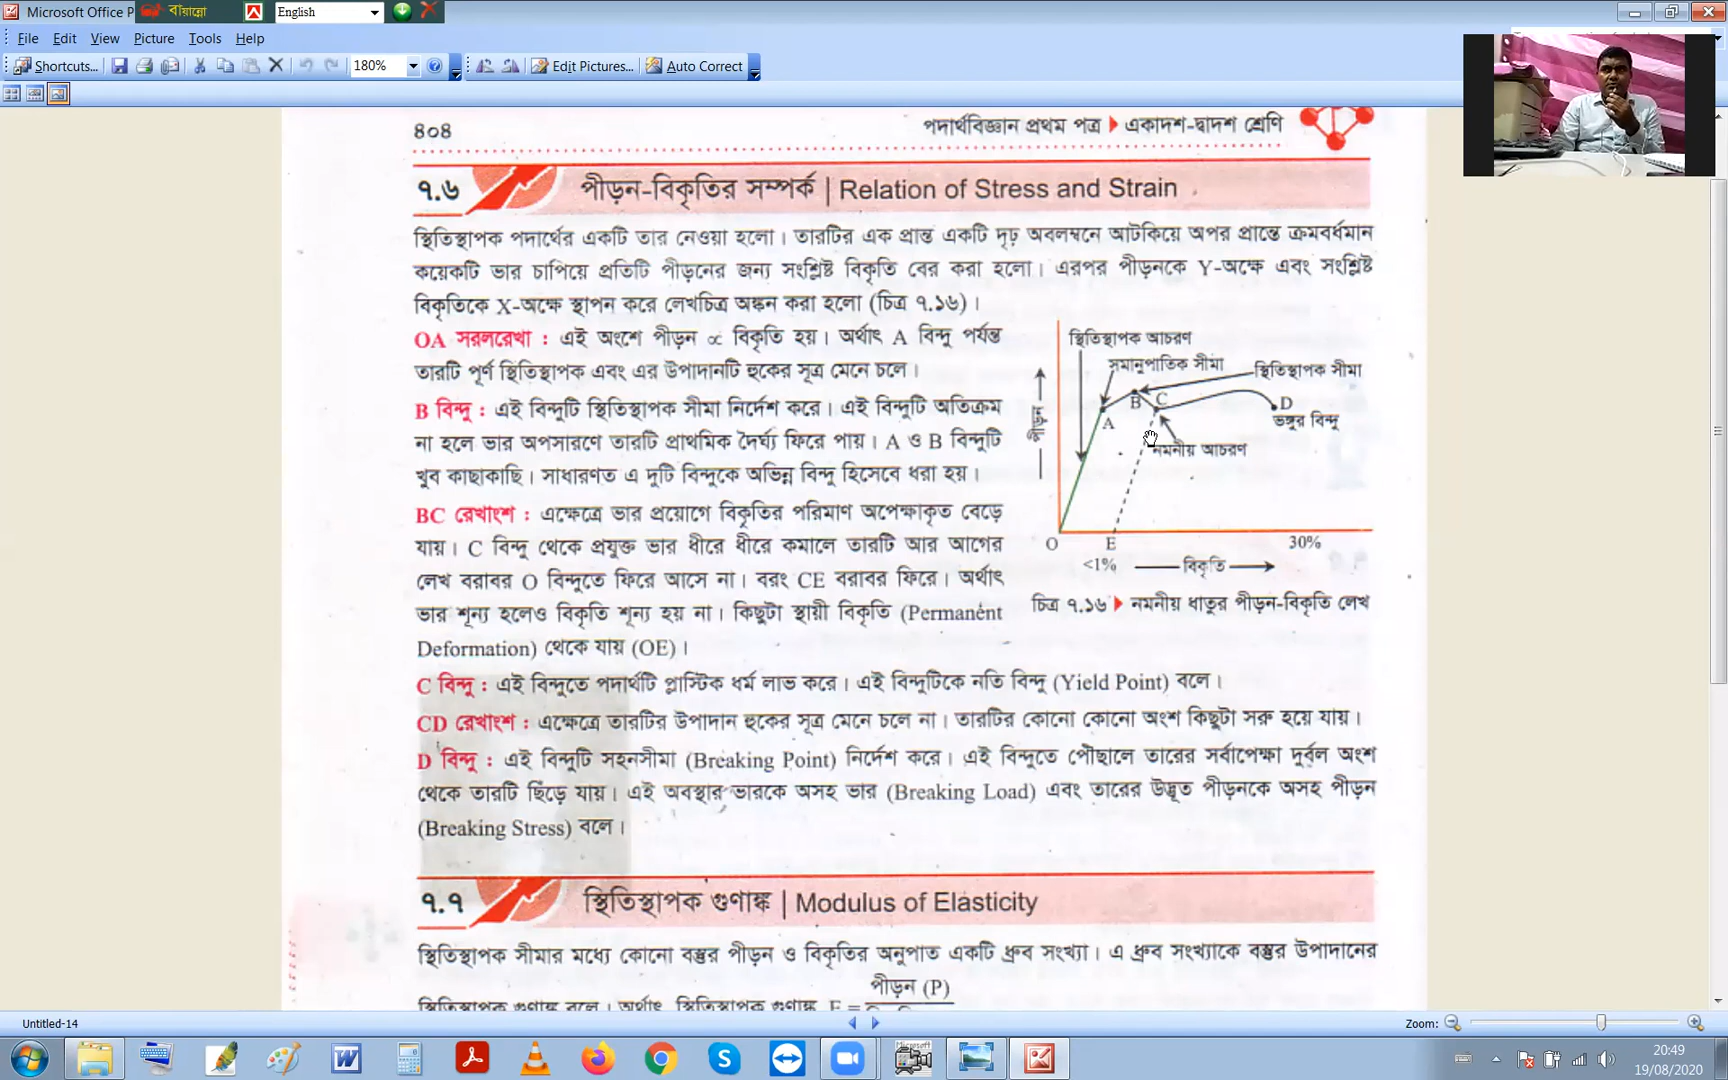 Microsoft Office P
বাঁয়ান্নো
English
File Edit View Picture Tools Help
Shortcuts...
180%
Edit Pictures...
Auto Correct
৪০৪
পদার্থবিজ্ঞান প্রথম পত্র ▶ একাদশ-দ্বাদশ শ্রেণি
৭.৬ পীড়ন-বিকৃতির সম্পর্ক | Relation of Stress and Strain
স্থিতিস্থাপক পদার্থের একটি তার নেওয়া হলো। তারটির এক প্রান্ত একটি দৃঢ় অবলম্বনে আটকিয়ে অপর প্রান্তে ক্রমবর্ধমান
কয়েকটি ভার চাপিয়ে প্রতিটি পীড়নের জন্য সংশ্লিষ্ট বিকৃতি বের করা হলো। এরপর পীড়নকে Y-অক্ষে এবং সংশ্লিষ্ট
বিকৃতিকে X-অক্ষে স্থাপন করে লেখচিত্র অঙ্কন করা হলো (চিত্র ৭.১৬)।
OA সরলরেখা : এই অংশে পীড়ন ∝ বিকৃতি হয়। অর্থাৎ A বিন্দু পর্যন্ত
তারটি পূর্ণ স্থিতিস্থাপক এবং এর উপাদানটি হুকের সূত্র মেনে চলে।
B বিন্দু : এই বিন্দুটি স্থিতিস্থাপক সীমা নির্দেশ করে। এই বিন্দুটি অতিক্রম
না হলে ভার অপসারণে তারটি প্রাথমিক দৈর্ঘ্য ফিরে পায়। A ও B বিন্দুটি
খুব কাছাকাছি। সাধারণত এ দুটি বিন্দুকে অভিন্ন বিন্দু হিসেবে ধরা হয়।
BC রেখাংশ : এক্ষেত্রে ভার প্রয়োগে বিকৃতির পরিমাণ অপেক্ষাকৃত বেড়ে
যায়। C বিন্দু থেকে প্রযুক্ত ভার ধীরে ধীরে কমালে তারটি আর আগের
লেখ বরাবর O বিন্দুতে ফিরে আসে না। বরং CE বরাবর ফিরে। অর্থাৎ
ভার শূন্য হলেও বিকৃতি শূন্য হয় না। কিছুটা স্থায়ী বিকৃতি (Permanent
Deformation) থেকে যায় (OE)।
স্থিতিস্থাপক আচরণ
সমানুপাতিক সীমা
স্থিতিস্থাপক সীমা
পীড়ন
A
B
C
D
ভঙ্গুর বিন্দু
নমনীয় আচরণ
O E 30%
<1% বিকৃতি
চিত্র ৭.১৬ ▶ নমনীয় ধাতুর পীড়ন-বিকৃতি লেখ
C বিন্দু : এই বিন্দুতে পদার্থটি প্লাস্টিক ধর্ম লাভ করে। এই বিন্দুটিকে নতি বিন্দু (Yield Point) বলে।
CD রেখাংশ : এক্ষেত্রে তারটির উপাদান হুকের সূত্র মেনে চলে না। তারটির কোনো কোনো অংশ কিছুটা সরু হয়ে যায়।
D বিন্দু : এই বিন্দুটি সহনসীমা (Breaking Point) নির্দেশ করে। এই বিন্দুতে পৌঁছালে তারের সর্বাপেক্ষা দুর্বল অংশ
থেকে তারটি ছিঁড়ে যায়। এই অবস্থার ভারকে অসহ ভার (Breaking Load) এবং তারের উদ্ভূত পীড়নকে অসহ পীড়ন
(Breaking Stress) বলে।
৭.৭ স্থিতিস্থাপক গুণাঙ্ক | Modulus of Elasticity
স্থিতিস্থাপক সীমার মধ্যে কোনো বস্তুর পীড়ন ও বিকৃতির অনুপাত একটি ধ্রুব সংখ্যা। এ ধ্রুব সংখ্যাকে বস্তুর উপাদানের
স্থিতিস্থাপক গুণাঙ্ক বলে। অর্থাৎ স্থিতিস্থাপক গুণাঙ্ক E = পীড়ন (P)
Untitled-14
Zoom:
20:49
19/08/2020